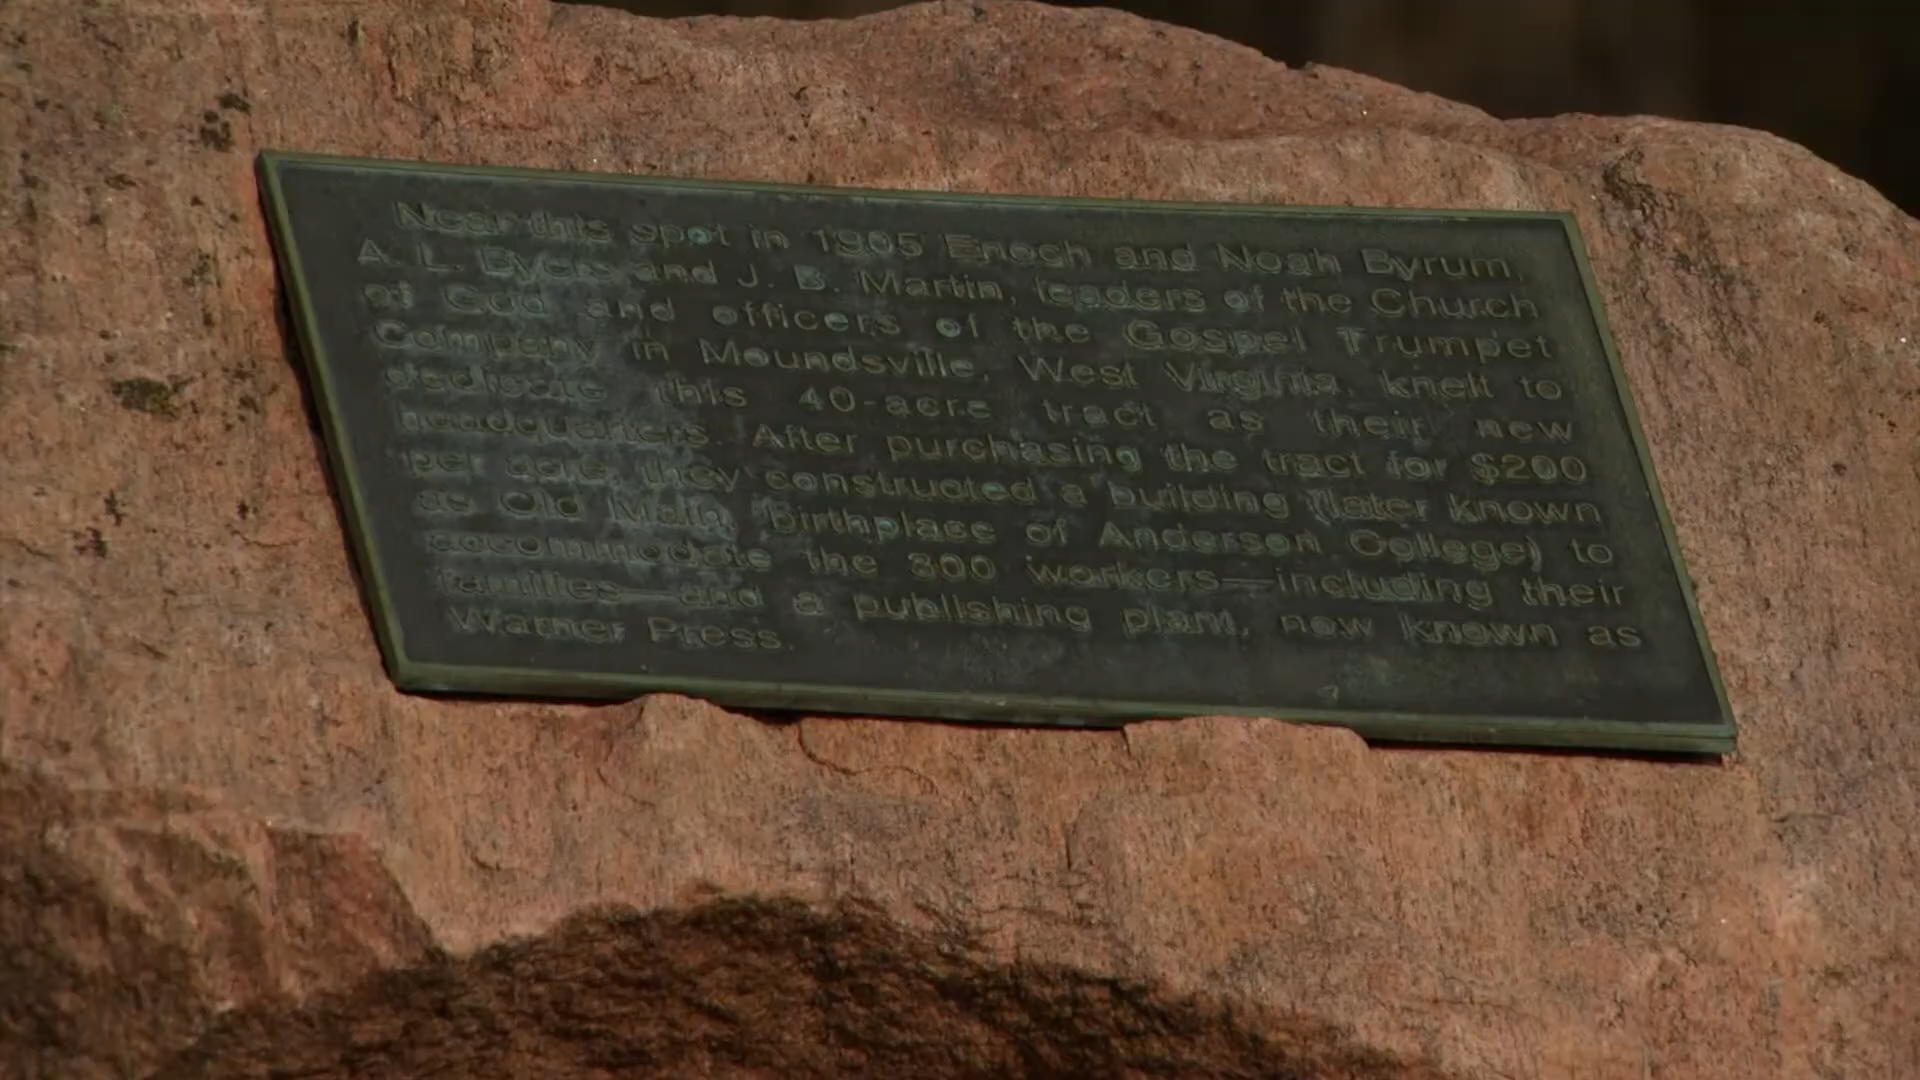 Near this spot in 1905 Enoch and Noah Byrum,
A. L. Byers and J. B. Martin, leaders of the Church
of God and officers of the Gospel Trumpet
Company in Moundsville, West Virginia, knelt to
dedicate this 40-acre tract as their new
headquarters. After purchasing the tract for $200
per acre, they constructed a building (later known
as Old Main, Birthplace of Anderson College) to
accommodate the 300 workers—including their
families—and a publishing plant, now known as
Warner Press.